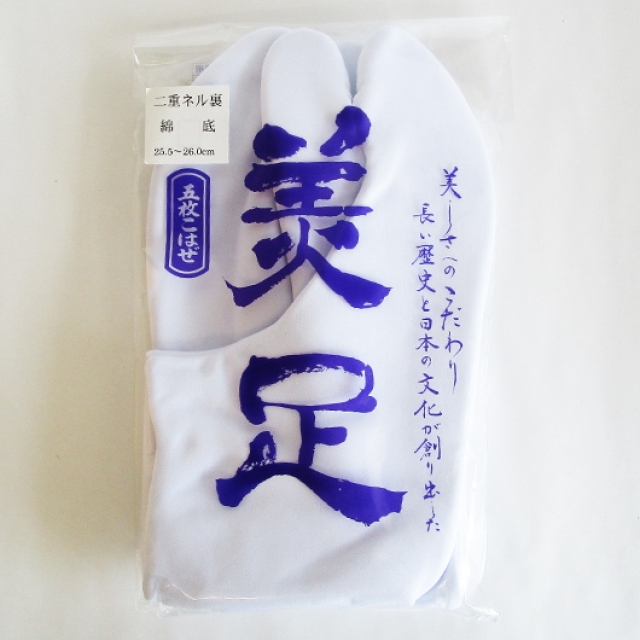 二重ネル裏
綿 底
25.5~26.0cm
五枚こはぜ
美足
美しさへのこだわり
長い歴史と日本の文化が創り出した